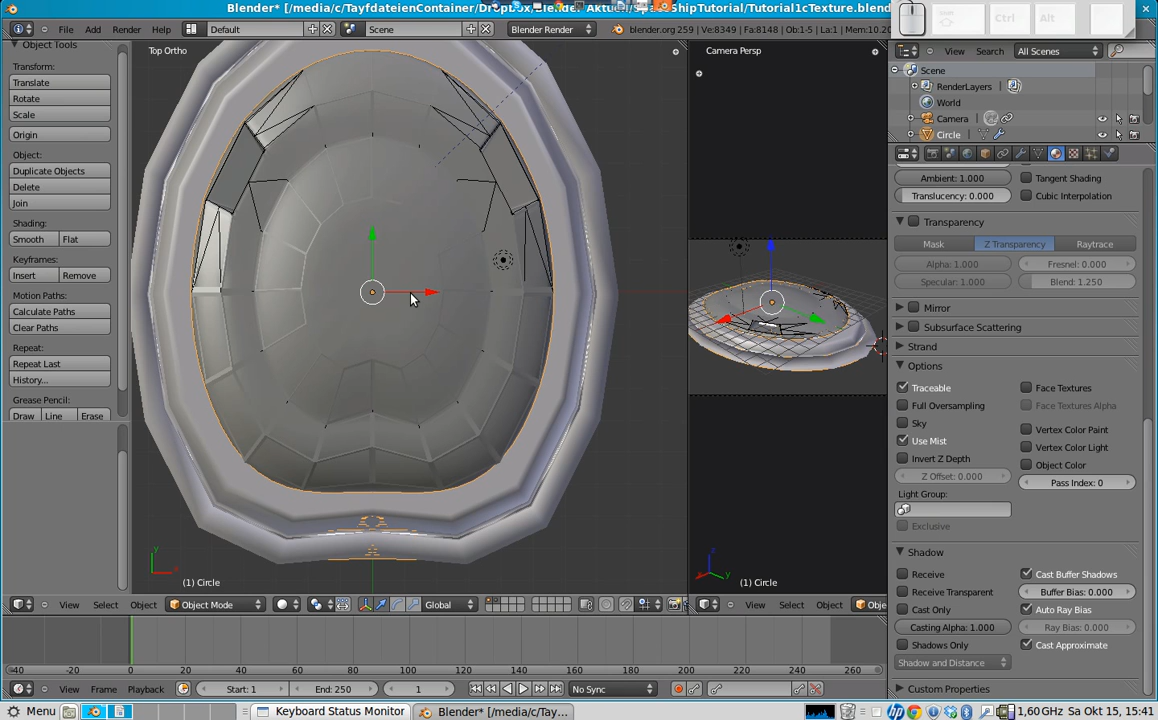 Blender* [/media/c/TayfdateienContainer/Dropbox/Blender Aktuell/SpaceShipTutorial/Tutorial1cTexture.blend
File Add Render Help Default Scene Blender Render blender.org 259 | Ve:8349 | Fa:8148 | Ob:1-5 | La:1 | Mem:10.20
Ctrl Alt
Object Tools
Transform:
Translate
Rotate
Scale
Origin
Object:
Duplicate Objects
Delete
Join
Shading:
Smooth Flat
Keyframes:
Insert Remove
Motion Paths:
Calculate Paths
Clear Paths
Repeat:
Repeat Last
History...
Grease Pencil:
Draw Line Erase
Top Ortho
y
x
(1) Circle
Camera Persp
z
x y
(1) Circle
View Search All Scenes
Scene
RenderLayers
World
Camera
Circle
Ambient: 1.000 Tangent Shading
Translucency: 0.000 Cubic Interpolation
Transparency
Mask Z Transparency Raytrace
Alpha: 1.000 Fresnel: 0.000
Specular: 1.000 Blend: 1.250
Mirror
Subsurface Scattering
Strand
Options
Traceable Face Textures
Full Oversampling Face Textures Alpha
Sky
Vertex Color Paint
Use Mist
Vertex Color Light
Invert Z Depth Object Color
Z Offset: 0.000 Pass Index: 0
Light Group:
Exclusive
Shadow
Receive Cast Buffer Shadows
Receive Transparent Buffer Bias: 0.000
Cast Only Auto Ray Bias
Casting Alpha: 1.000 Ray Bias: 0.000
Shadows Only Cast Approximate
Shadow and Distance
Custom Properties
View Select Object Object Mode Global View Select Object Obje
-40 -20 0 20 40 60 80 100 120 140 160 180 200 220 240 260
View Frame Playback Start: 1 End: 250 1 No Sync
Menu Keyboard Status Monitor Blender* [/media/c/Tay... 1,60 GHz Sa Okt 15, 15:41